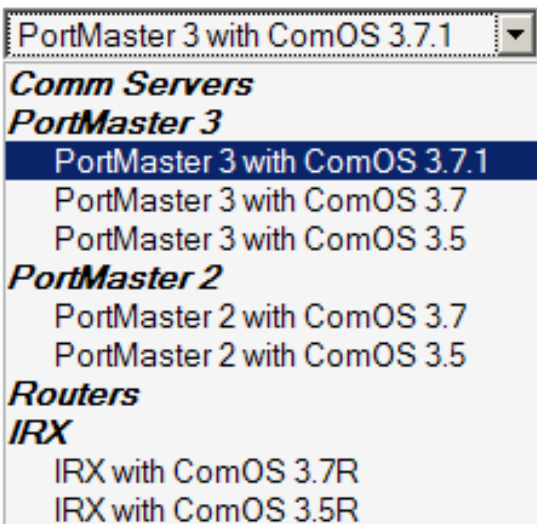 PortMaster 3 with ComOS 3.7.1
Comm Servers
PortMaster 3
PortMaster 3 with ComOS 3.7.1
PortMaster 3 with ComOS 3.7
PortMaster 3 with ComOS 3.5
PortMaster 2
PortMaster 2 with ComOS 3.7
PortMaster 2 with ComOS 3.5
Routers
IRX
IRX with ComOS 3.7R
IRX with ComOS 3.5R